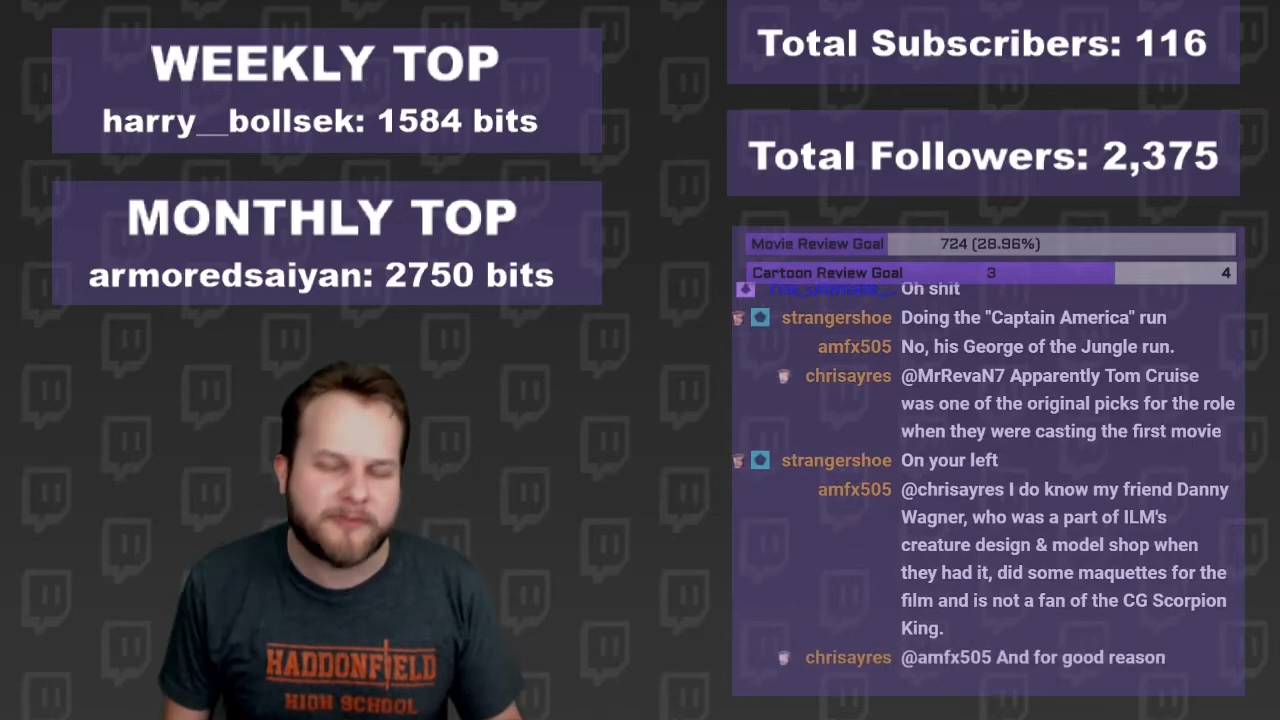 WEEKLY TOP
harry__bollsek: 1584 bits
MONTHLY TOP
armoredsaiyan: 2750 bits
HADDONFIELD
HIGH SCHOOL
Total Subscribers: 116
Total Followers: 2,375
Movie Review Goal 724 (28.96%)
Cartoon Review Goal 3 4
Oh shit
strangershoe Doing the "Captain America" run
amfx505 No, his George of the Jungle run.
chrisayres @MrRevaN7 Apparently Tom Cruise
was one of the original picks for the role
when they were casting the first movie
strangershoe On your left
amfx505 @chrisayres I do know my friend Danny
Wagner, who was a part of ILM's
creature design & model shop when
they had it, did some maquettes for the
film and is not a fan of the CG Scorpion
King.
chrisayres @amfx505 And for good reason